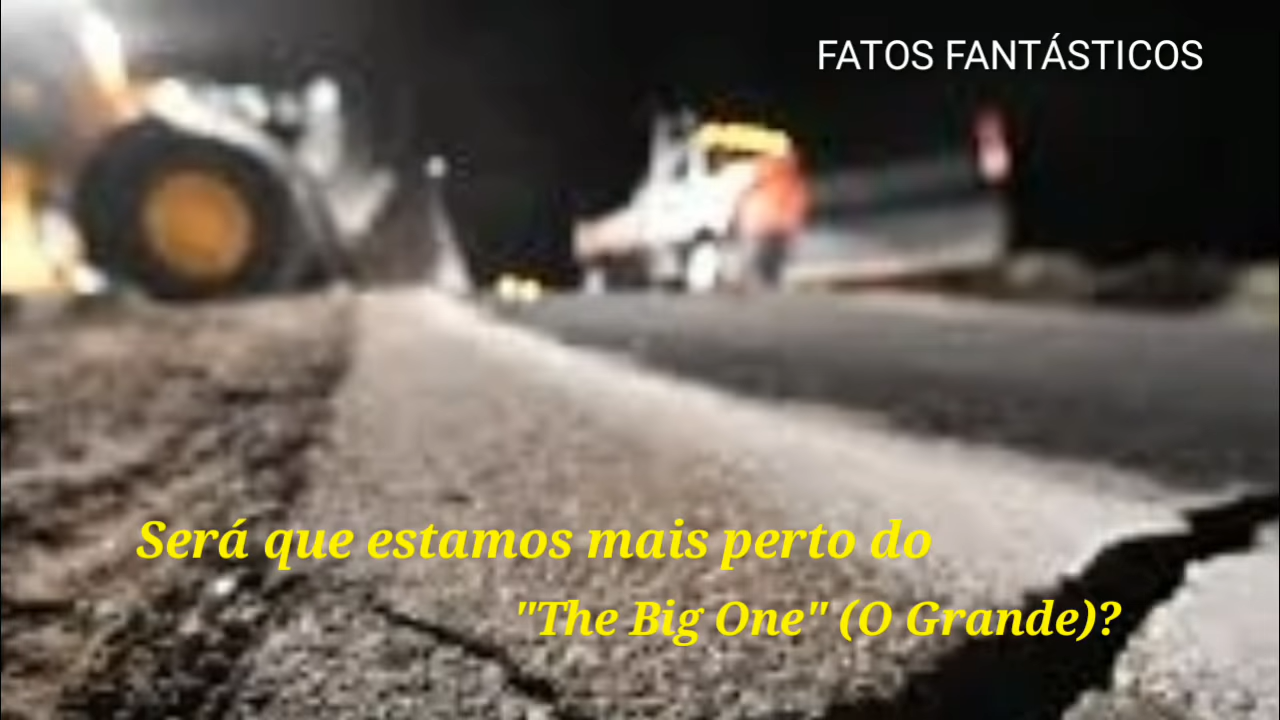 FATOS FANTÁSTICOS
Será que estamos mais perto do
"The Big One" (O Grande)?